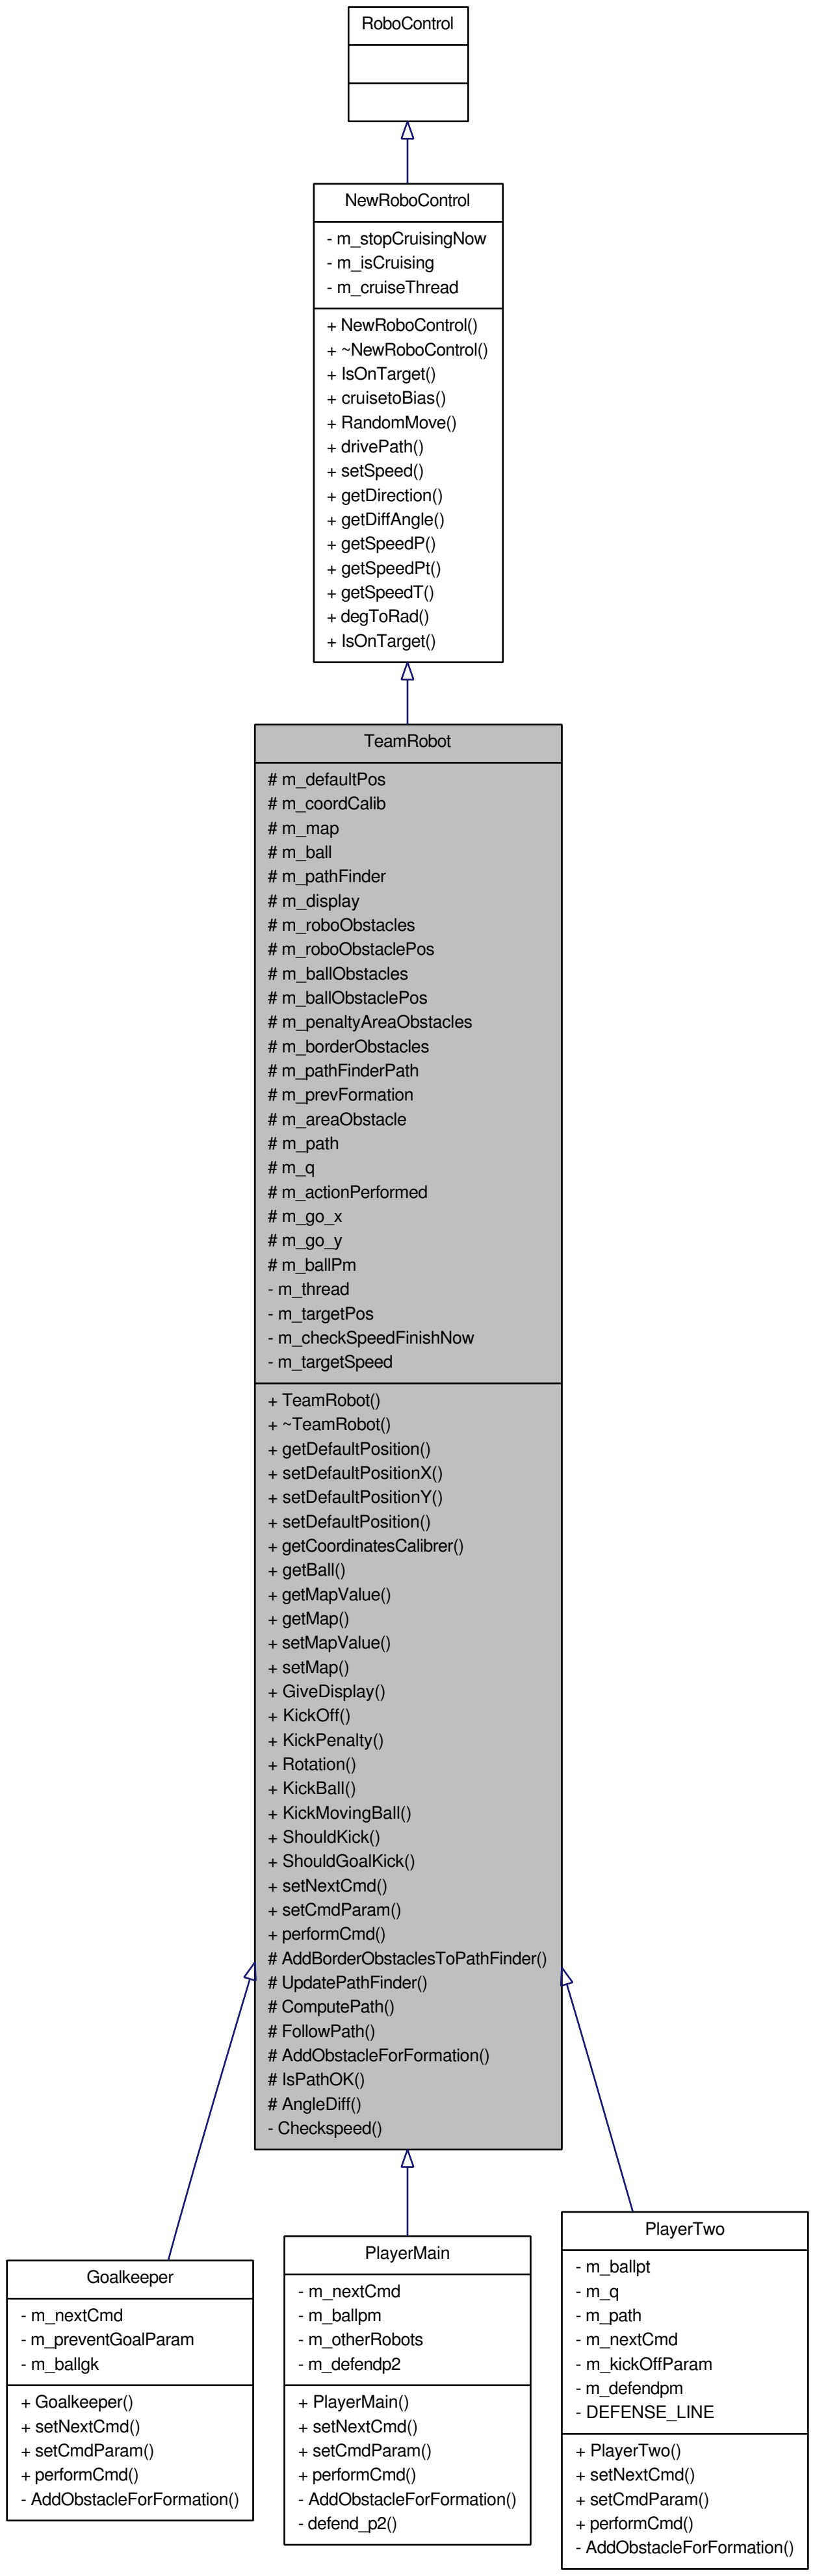 RoboControl
NewRoboControl
- m_stopCruisingNow
- m_isCruising
- m_cruiseThread
+ NewRoboControl()
+ ~NewRoboControl()
+ IsOnTarget()
+ cruisetoBias()
+ RandomMove()
+ drivePath()
+ setSpeed()
+ getDirection()
+ getDiffAngle()
+ getSpeedP()
+ getSpeedPt()
+ getSpeedT()
+ degToRad()
+ IsOnTarget()
TeamRobot
# m_defaultPos
# m_coordCalib
# m_map
# m_ball
# m_pathFinder
# m_display
# m_roboObstacles
# m_roboObstaclePos
# m_ballObstacles
# m_ballObstaclePos
# m_penaltyAreaObstacles
# m_borderObstacles
# m_pathFinderPath
# m_prevFormation
# m_areaObstacle
# m_path
# m_q
# m_actionPerformed
# m_go_x
# m_go_y
# m_ballPm
- m_thread
- m_targetPos
- m_checkSpeedFinishNow
- m_targetSpeed
+ TeamRobot()
+ ~TeamRobot()
+ getDefaultPosition()
+ setDefaultPositionX()
+ setDefaultPositionY()
+ setDefaultPosition()
+ getCoordinatesCalibrer()
+ getBall()
+ getMapValue()
+ getMap()
+ setMapValue()
+ setMap()
+ GiveDisplay()
+ KickOff()
+ KickPenalty()
+ Rotation()
+ KickBall()
+ KickMovingBall()
+ ShouldKick()
+ ShouldGoalKick()
+ setNextCmd()
+ setCmdParam()
+ performCmd()
# AddBorderObstaclesToPathFinder()
# UpdatePathFinder()
# ComputePath()
# FollowPath()
# AddObstacleForFormation()
# IsPathOK()
# AngleDiff()
- Checkspeed()
Goalkeeper
- m_nextCmd
- m_preventGoalParam
- m_ballgk
+ Goalkeeper()
+ setNextCmd()
+ setCmdParam()
+ performCmd()
- AddObstacleForFormation()
PlayerMain
- m_nextCmd
- m_ballpm
- m_otherRobots
- m_defendp2
+ PlayerMain()
+ setNextCmd()
+ setCmdParam()
+ performCmd()
- AddObstacleForFormation()
- defend_p2()
PlayerTwo
- m_ballpt
- m_q
- m_path
- m_nextCmd
- m_kickOffParam
- m_defendpm
- DEFENSE_LINE
+ PlayerTwo()
+ setNextCmd()
+ setCmdParam()
+ performCmd()
- AddObstacleForFormation()